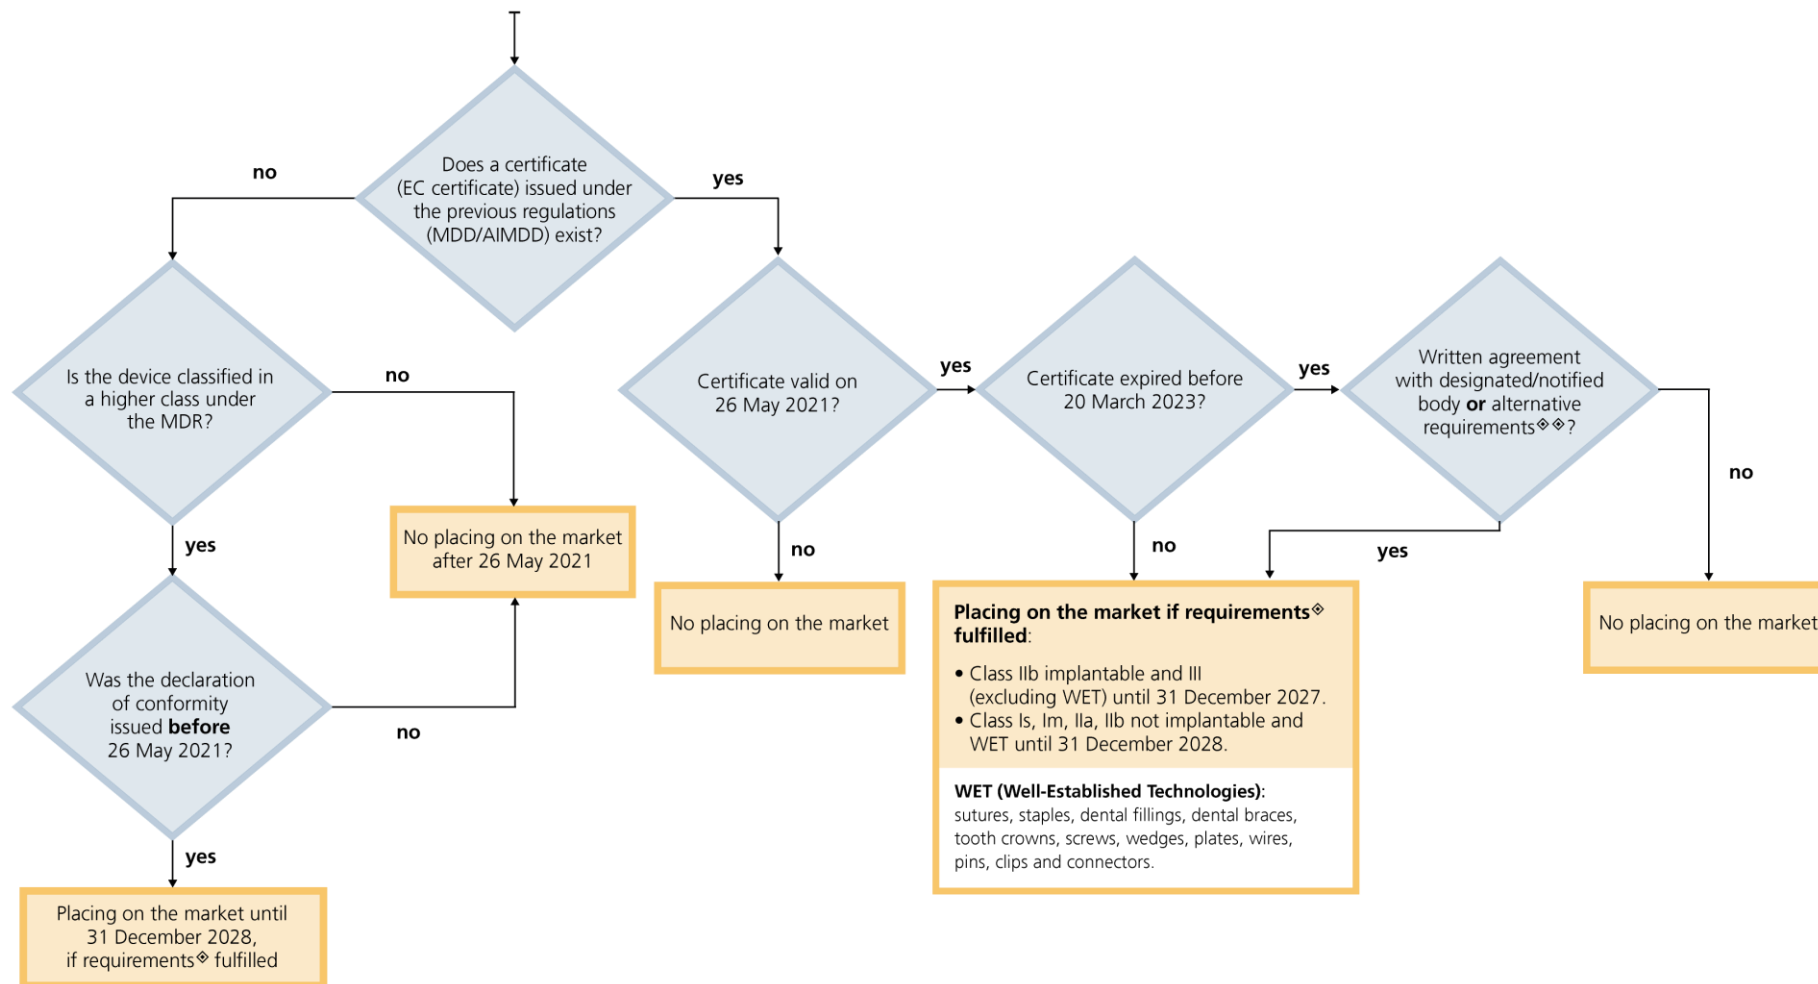 Does a certificate
(EC certificate) issued under
the previous regulations
(MDD/AIMDD) exist?
no
yes
Is the device classified in
a higher class under
the MDR?
no
yes
No placing on the market
after 26 May 2021
Was the declaration
of conformity
issued before
26 May 2021?
no
yes
Placing on the market until
31 December 2028,
if requirements◈ fulfilled
Certificate valid on
26 May 2021?
yes
no
No placing on the market
Certificate expired before
20 March 2023?
yes
no
Written agreement
with designated/notified
body or alternative
requirements◈◈?
yes
no
Placing on the market if requirements◈
fulfilled:
• Class IIb implantable and III
(excluding WET) until 31 December 2027.
• Class Is, Im, IIa, IIb not implantable and
WET until 31 December 2028.
WET (Well-Established Technologies):
sutures, staples, dental fillings, dental braces,
tooth crowns, screws, wedges, plates, wires,
pins, clips and connectors.
No placing on the market